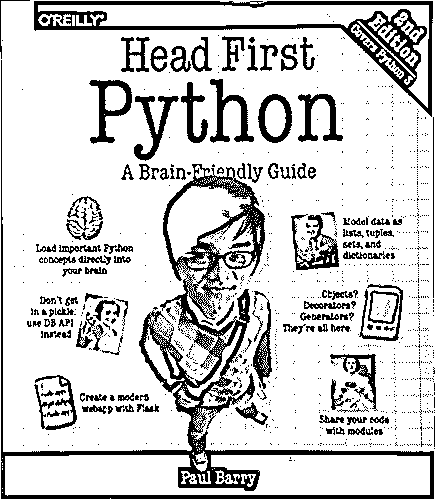 O'REILLY®
2nd
Edition
Covers Python 3
Head First
Python
A Brain-Friendly Guide
Load important Python
concepts directly into
your brain
Model data as
lists, tuples,
sets, and
dictionaries
Don't get
in a pickle:
use DB API
instead
Objects?
Decorators?
Generators?
They're all here.
Create a modern
webapp with Flask
Share your code
with modules
Paul Barry